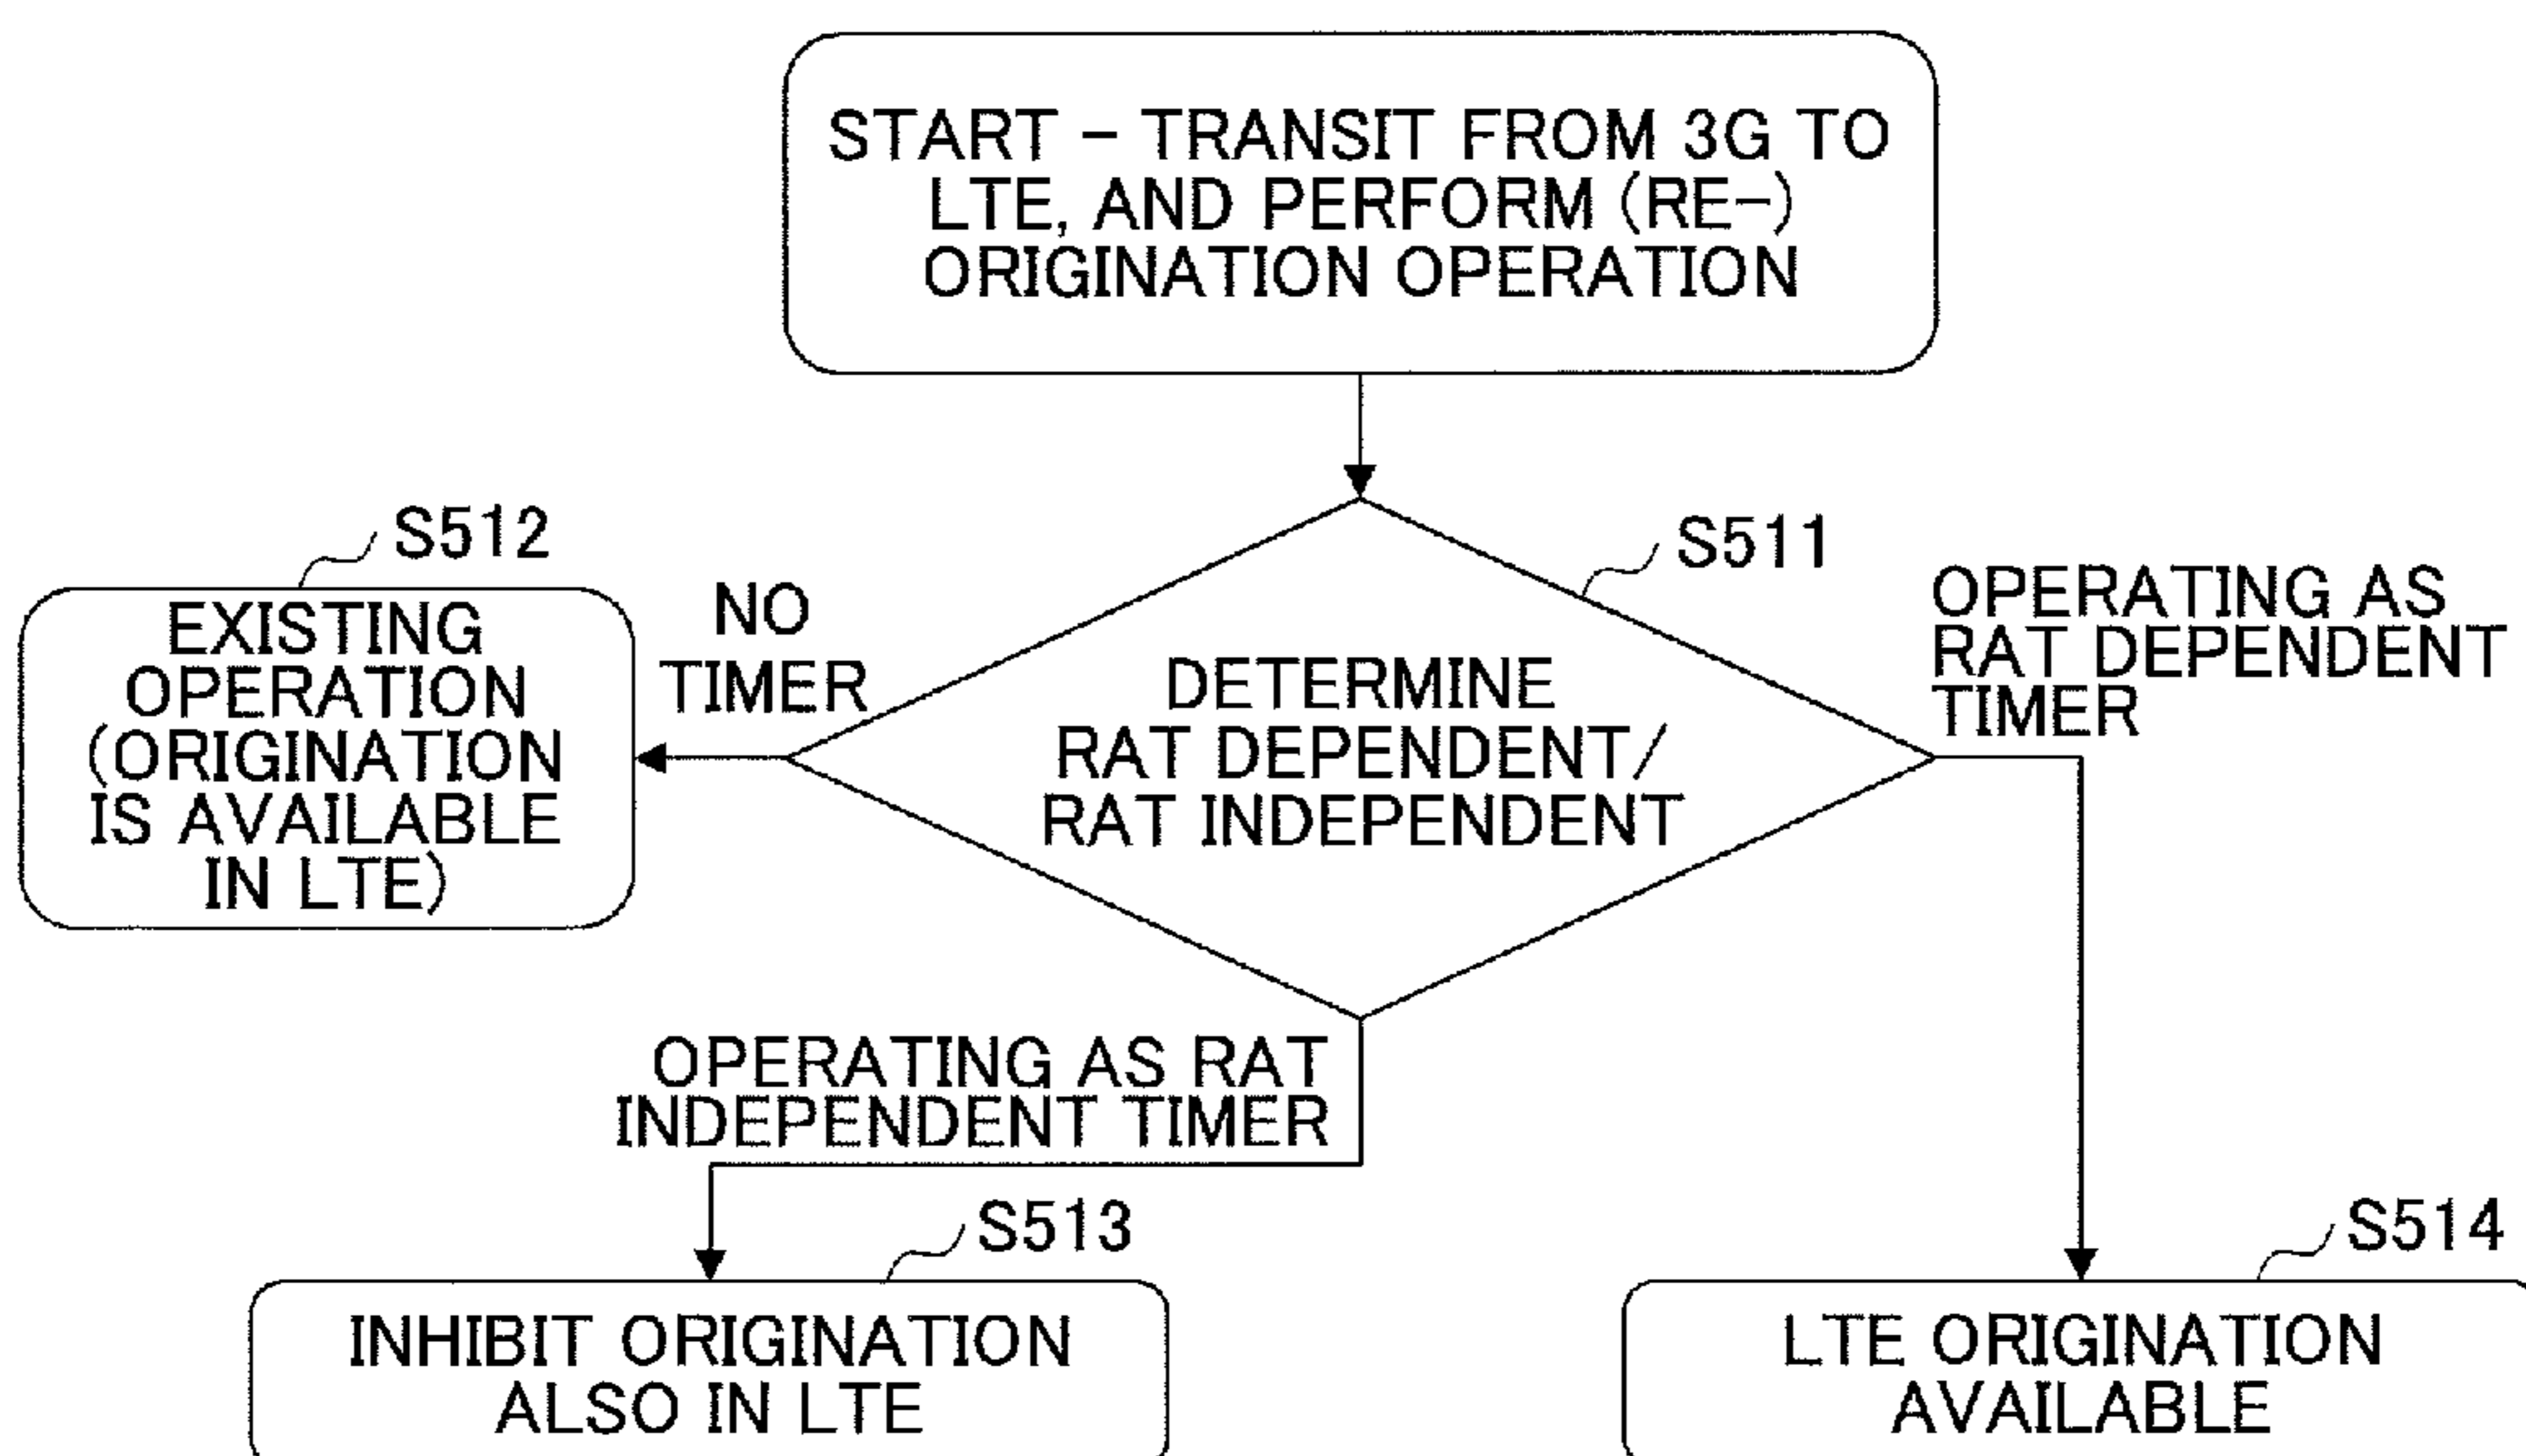 START – TRANSIT FROM 3G TO
LTE, AND PERFORM (RE–)
ORIGINATION OPERATION
S512
EXISTING
OPERATION
(ORIGINATION
IS AVAILABLE
IN LTE)
NO
TIMER
S511
DETERMINE
RAT DEPENDENT/
RAT INDEPENDENT
OPERATING AS
RAT DEPENDENT
TIMER
OPERATING AS RAT
INDEPENDENT TIMER
S513
INHIBIT ORIGINATION
ALSO IN LTE
S514
LTE ORIGINATION
AVAILABLE